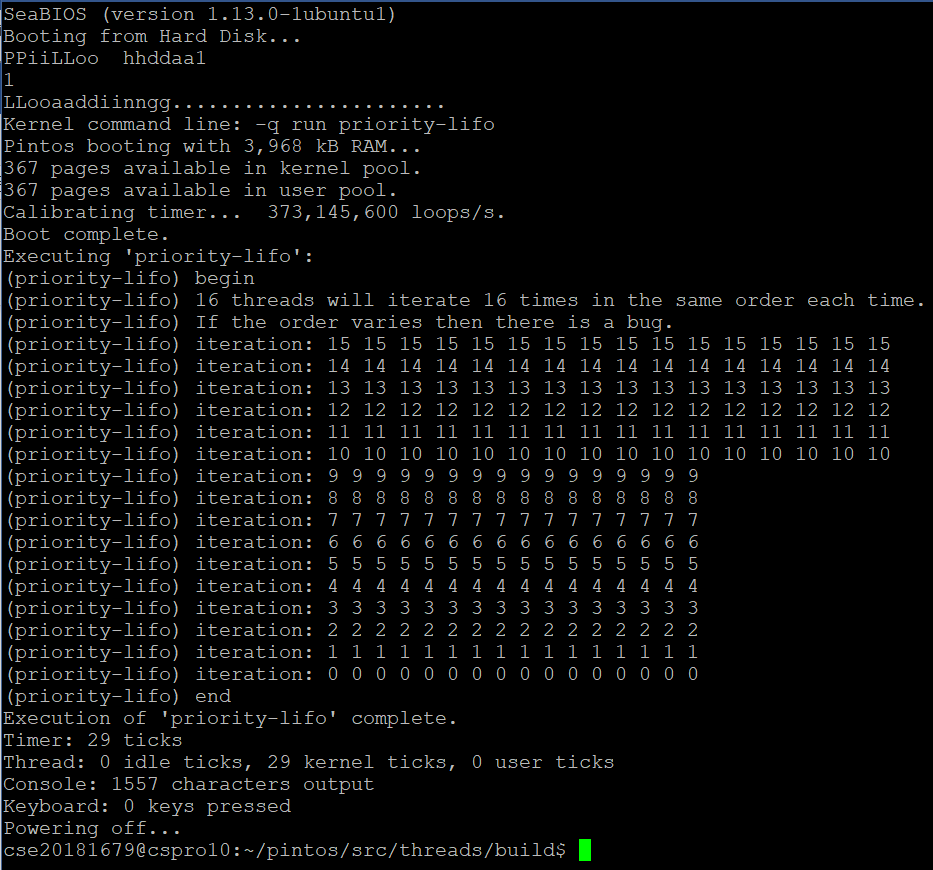 SeaBIOS (version 1.13.0-1ubuntu1)
Booting from Hard Disk...
PPiiLLoo  hhddaa1
1
LLooaaddiinngg.......................
Kernel command line: -q run priority-lifo
Pintos booting with 3,968 kB RAM...
367 pages available in kernel pool.
367 pages available in user pool.
Calibrating timer...  373,145,600 loops/s.
Boot complete.
Executing 'priority-lifo':
(priority-lifo) begin
(priority-lifo) 16 threads will iterate 16 times in the same order each time.
(priority-lifo) If the order varies then there is a bug.
(priority-lifo) iteration: 15 15 15 15 15 15 15 15 15 15 15 15 15 15 15 15
(priority-lifo) iteration: 14 14 14 14 14 14 14 14 14 14 14 14 14 14 14 14
(priority-lifo) iteration: 13 13 13 13 13 13 13 13 13 13 13 13 13 13 13 13
(priority-lifo) iteration: 12 12 12 12 12 12 12 12 12 12 12 12 12 12 12 12
(priority-lifo) iteration: 11 11 11 11 11 11 11 11 11 11 11 11 11 11 11 11
(priority-lifo) iteration: 10 10 10 10 10 10 10 10 10 10 10 10 10 10 10 10
(priority-lifo) iteration: 9 9 9 9 9 9 9 9 9 9 9 9 9 9 9 9
(priority-lifo) iteration: 8 8 8 8 8 8 8 8 8 8 8 8 8 8 8 8
(priority-lifo) iteration: 7 7 7 7 7 7 7 7 7 7 7 7 7 7 7 7
(priority-lifo) iteration: 6 6 6 6 6 6 6 6 6 6 6 6 6 6 6 6
(priority-lifo) iteration: 5 5 5 5 5 5 5 5 5 5 5 5 5 5 5 5
(priority-lifo) iteration: 4 4 4 4 4 4 4 4 4 4 4 4 4 4 4 4
(priority-lifo) iteration: 3 3 3 3 3 3 3 3 3 3 3 3 3 3 3 3
(priority-lifo) iteration: 2 2 2 2 2 2 2 2 2 2 2 2 2 2 2 2
(priority-lifo) iteration: 1 1 1 1 1 1 1 1 1 1 1 1 1 1 1 1
(priority-lifo) iteration: 0 0 0 0 0 0 0 0 0 0 0 0 0 0 0 0
(priority-lifo) end
Execution of 'priority-lifo' complete.
Timer: 29 ticks
Thread: 0 idle ticks, 29 kernel ticks, 0 user ticks
Console: 1557 characters output
Keyboard: 0 keys pressed
Powering off...
cse20181679@cspro10:~/pintos/src/threads/build$